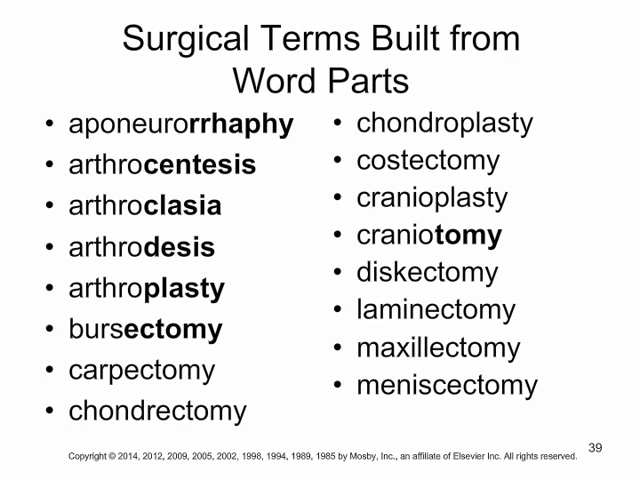 Surgical Terms Built from
Word Parts
• aponeurorrhaphy
• arthrocentesis
• arthroclasia
• arthrodesis
• arthroplasty
• bursectomy
• carpectomy
• chondrectomy
• chondroplasty
• costectomy
• cranioplasty
• craniotomy
• diskectomy
• laminectomy
• maxillectomy
• meniscectomy
Copyright © 2014, 2012, 2009, 2005, 2002, 1998, 1994, 1989, 1985 by Mosby, Inc., an affiliate of Elsevier Inc. All rights reserved.
39